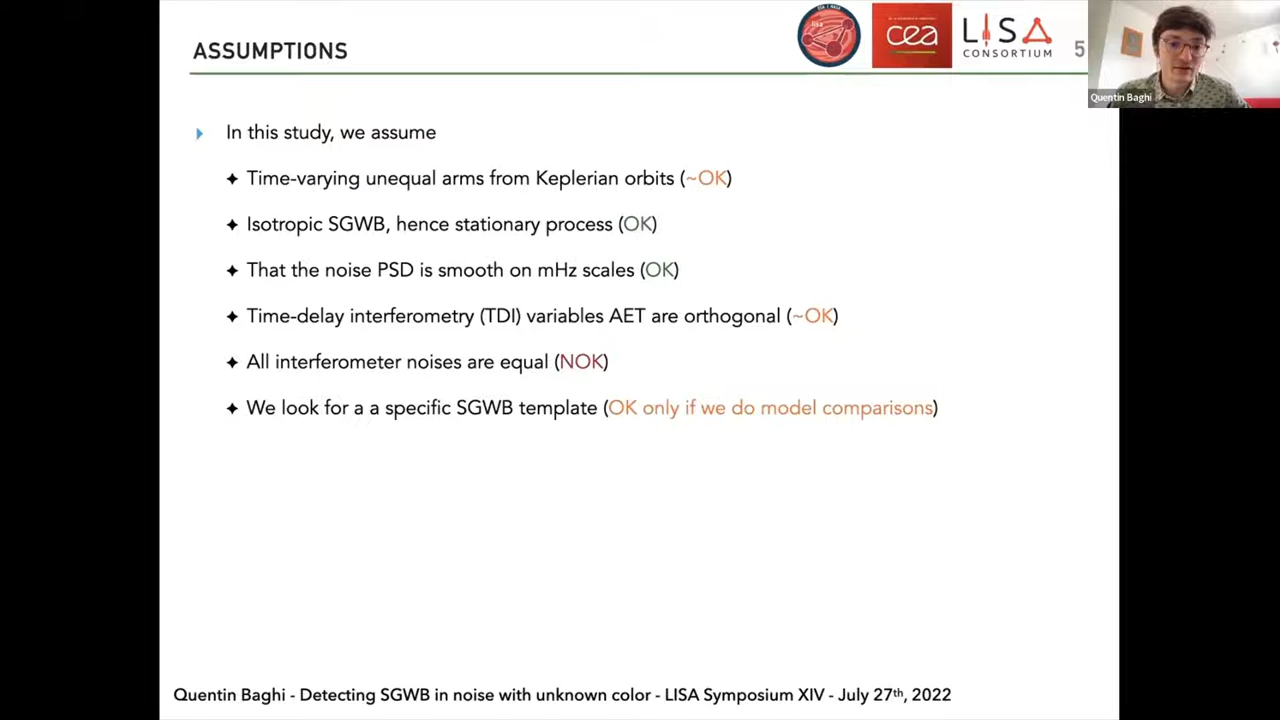 ASSUMPTIONS
cea
LISA
CONSORTIUM
5
Quentin Baghi
In this study, we assume
Time-varying unequal arms from Keplerian orbits (~OK)
Isotropic SGWB, hence stationary process (OK)
That the noise PSD is smooth on mHz scales (OK)
Time-delay interferometry (TDI) variables AET are orthogonal (~OK)
All interferometer noises are equal (NOK)
We look for a a specific SGWB template (OK only if we do model comparisons)
Quentin Baghi - Detecting SGWB in noise with unknown color - LISA Symposium XIV - July 27th, 2022